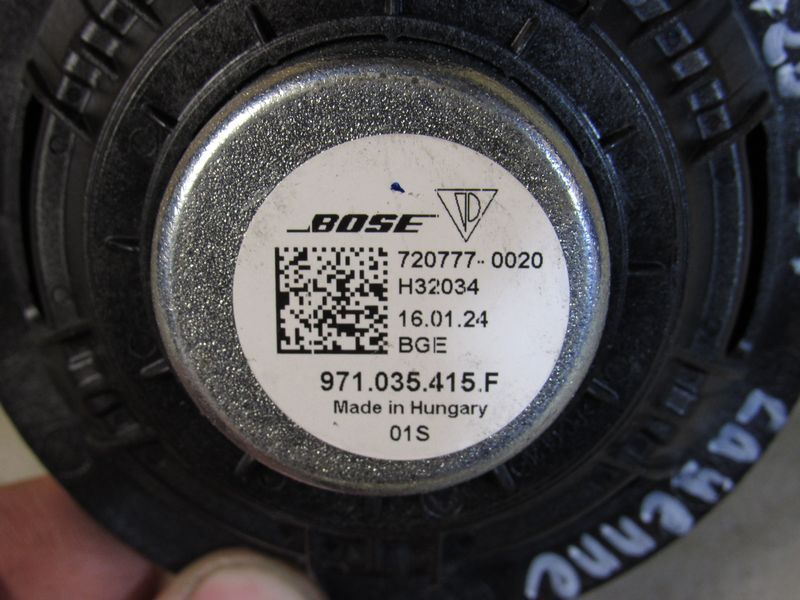 BOSE
720777-0020
H32034
16.01.24
BGE
971.035.415.F
Made in Hungary
01S
Cayenne